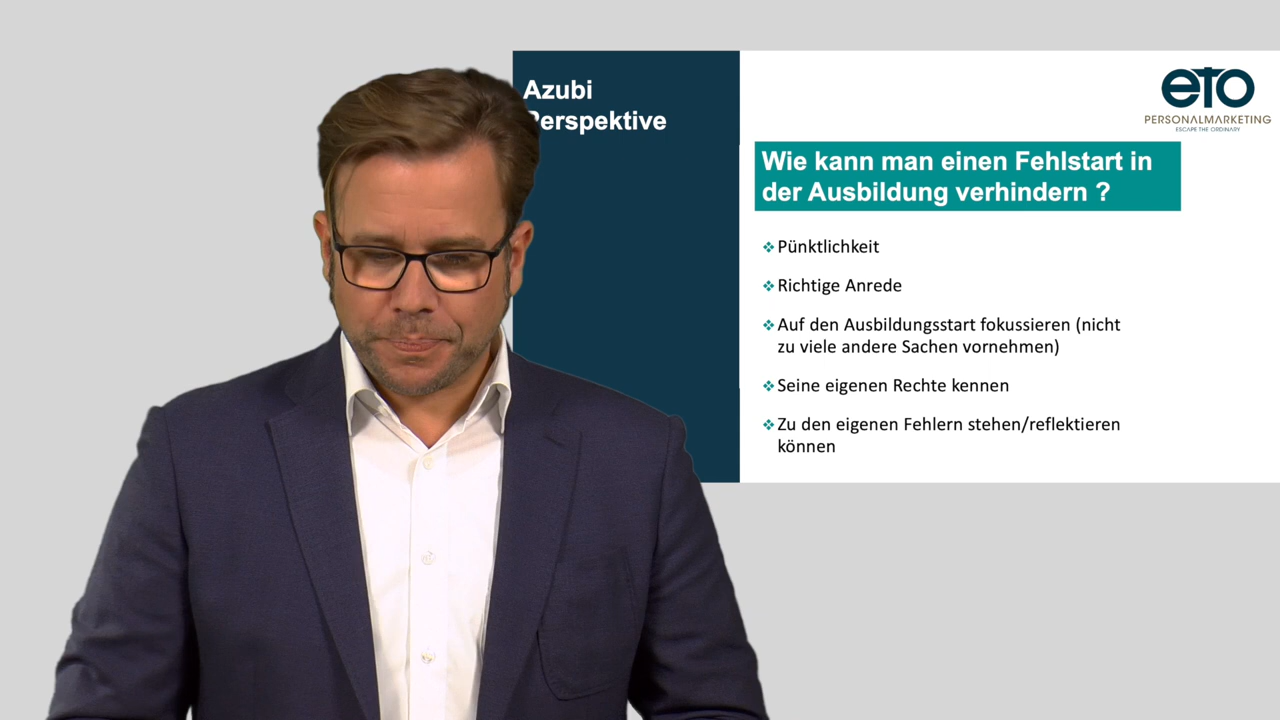 Azubi
Perspektive
eTO
PERSONALMARKETING
ESCAPE THE ORDINARY
Wie kann man einen Fehlstart in
der Ausbildung verhindern ?
Pünktlichkeit
Richtige Anrede
Auf den Ausbildungsstart fokussieren (nicht
zu viele andere Sachen vornehmen)
Seine eigenen Rechte kennen
Zu den eigenen Fehlern stehen/reflektieren
können